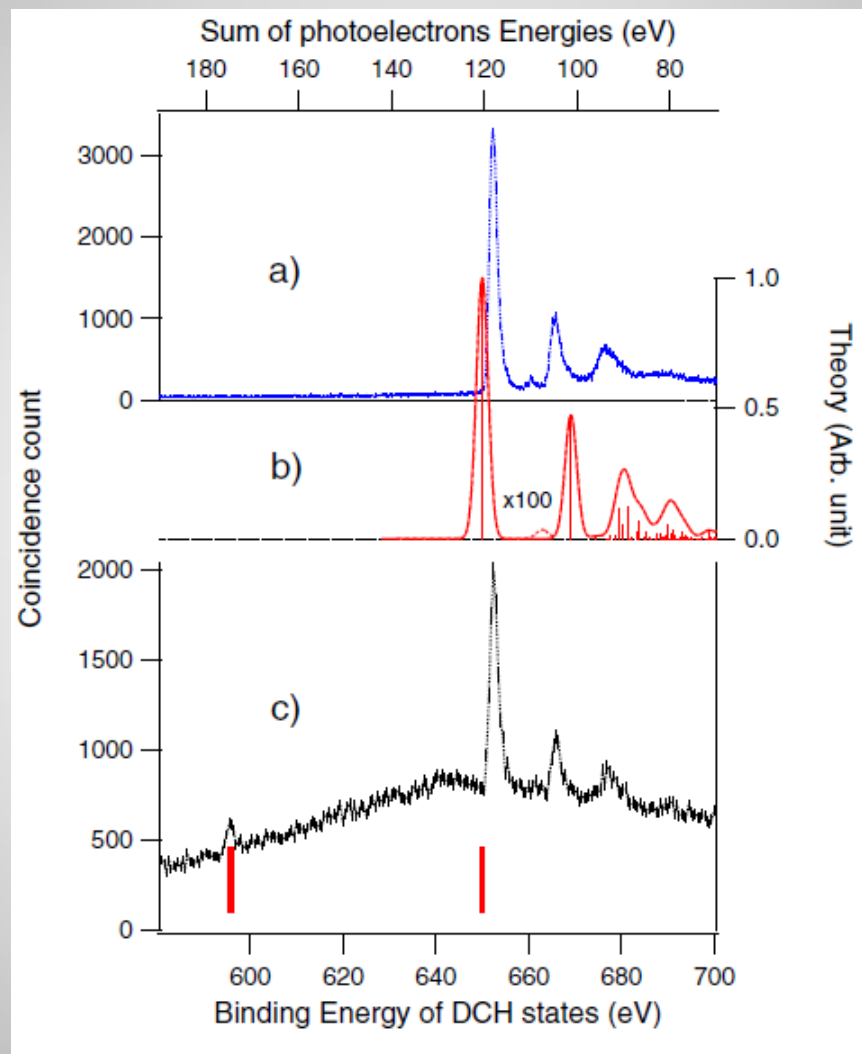 Sum of photoelectrons Energies (eV)
180 160 140 120 100 80
3000
2000
a)
1.0
1000
0
0.5
b)
x100
0.0
2000
1500
c)
1000
500
0
600 620 640 660 680 700
Binding Energy of DCH states (eV)
Coincidence count
Theory (Arb. unit)